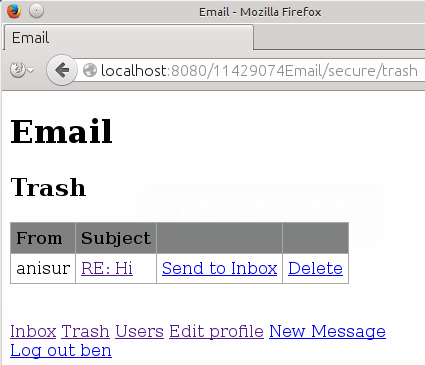 Email - Mozilla Firefox
Email
localhost:8080/11429074Email/secure/trash
Email
Trash
From Subject
anisur RE: Hi Send to Inbox Delete
Inbox Trash Users Edit profile New Message
Log out ben